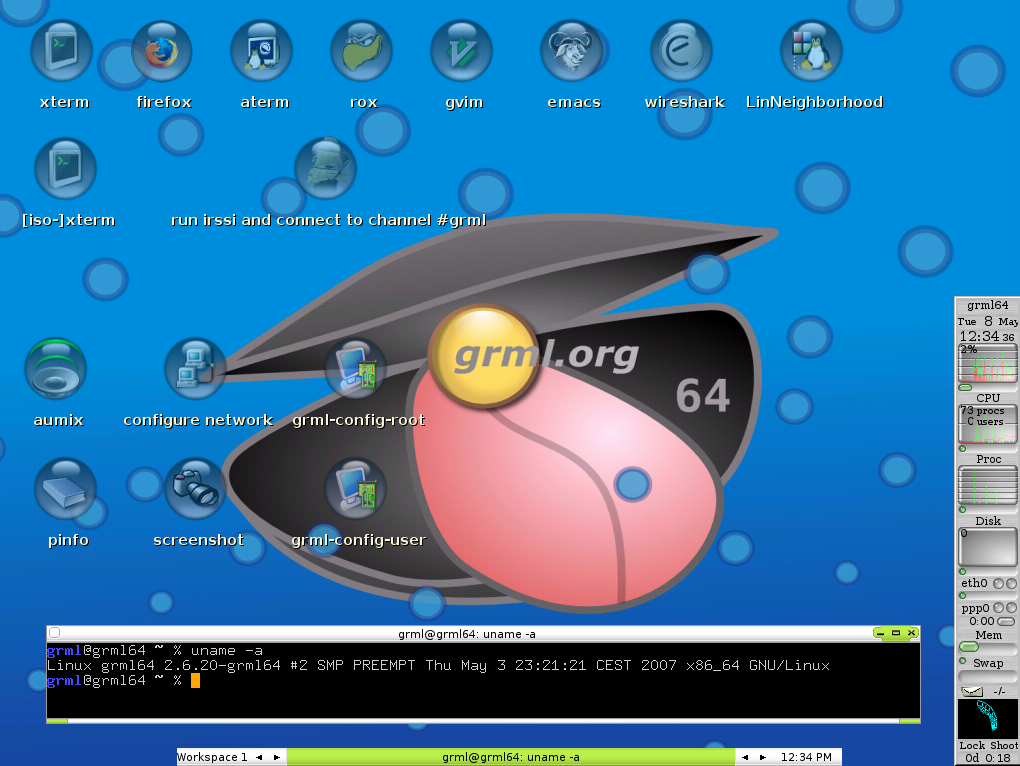 xterm firefox aterm rox gvim emacs wireshark LinNeighborhood
[iso-]xterm run irssi and connect to channel #grml
grml.org
64
aumix configure network grml-config-root
pinfo screenshot grml-config-user
grml64
Tue 8 May
12:34 36
2%
CPU
73 procs
0 users
Proc
Disk
0
eth0
ppp0
0:00
Mem
Swap
-/-
Lock Shoot
0d 0:18
grml@grml64: uname -a
grml@grml64 ~ % uname -a
Linux grml64 2.6.20-grml64 #2 SMP PREEMPT Thu May 3 23:21:21 CEST 2007 x86_64 GNU/Linux
grml@grml64 ~ %
Workspace 1 grml@grml64: uname -a 12:34 PM